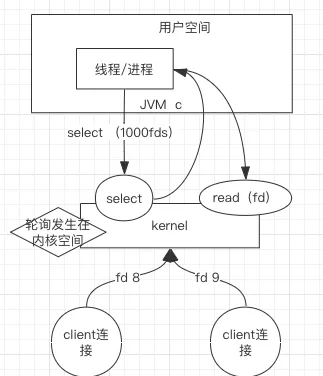 用户空间
线程/进程
JVM c
select （1000fds）
select
read（fd）
kernel
轮询发生在
内核空间
fd 8
fd 9
client连
接
client连
接